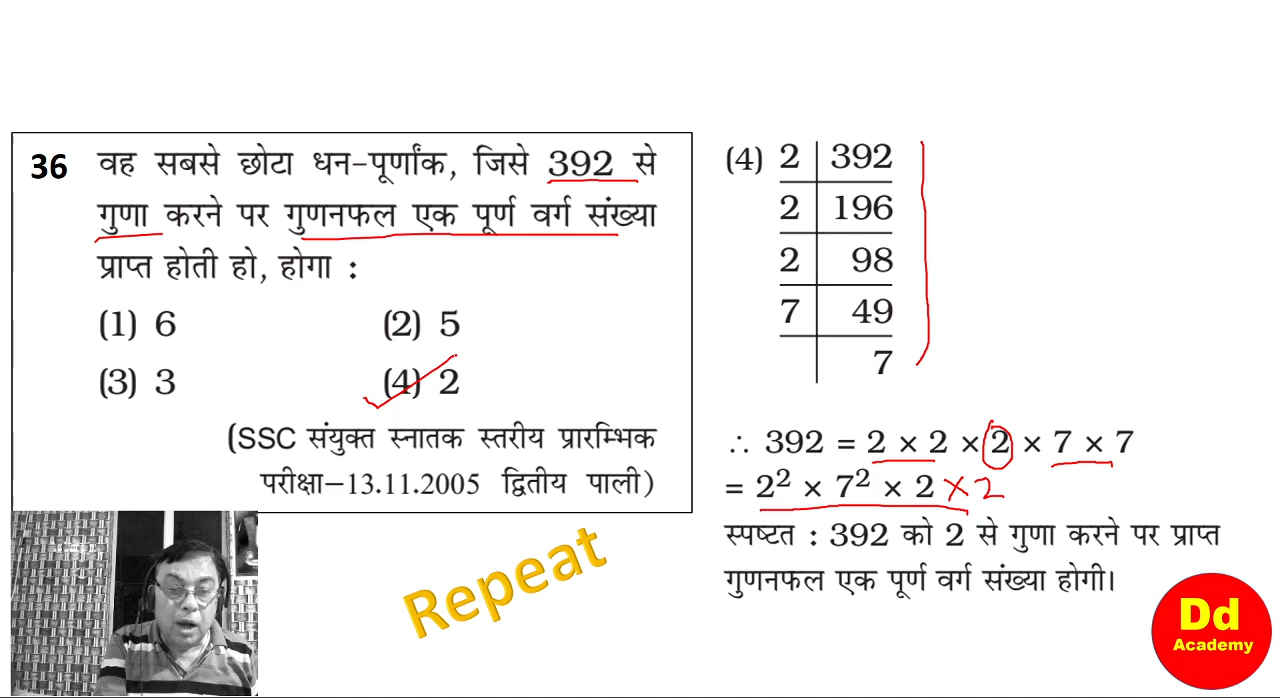 36 वह सबसे छोटा धन-पूर्णांक, जिसे 392 से
गुणा करने पर गुणनफल एक पूर्ण वर्ग संख्या
प्राप्त होती हो, होगा :
(1) 6 (2) 5
(3) 3 (4) 2
(SSC संयुक्त स्नातक स्तरीय प्रारम्भिक
परीक्षा-13.11.2005 द्वितीय पाली)
Repeat
(4) 2 | 392
2 | 196
2 | 98
7 | 49
| 7
∴ 392 = 2 × 2 × 2 × 7 × 7
= 2² × 7² × 2 × 2
स्पष्टत : 392 को 2 से गुणा करने पर प्राप्त
गुणनफल एक पूर्ण वर्ग संख्या होगी।
Dd
Academy